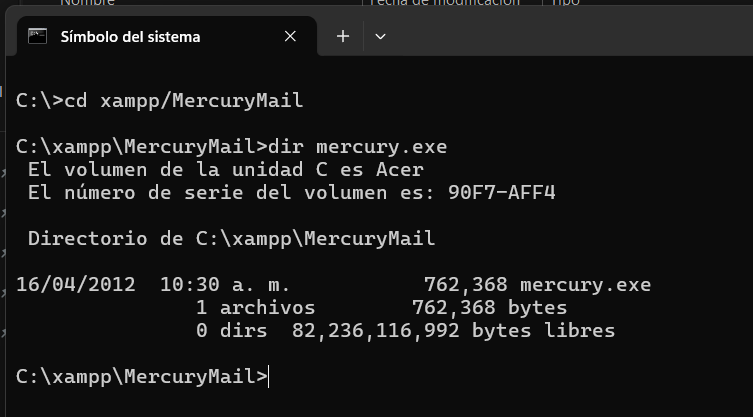 Nombre Fecha de modificación Tipo
Símbolo del sistema
C:\>cd xampp/MercuryMail
C:\xampp\MercuryMail>dir mercury.exe
El volumen de la unidad C es Acer
El número de serie del volumen es: 90F7-AFF4
Directorio de C:\xampp\MercuryMail
16/04/2012  10:30 a. m.           762,368 mercury.exe
1 archivos        762,368 bytes
0 dirs  82,236,116,992 bytes libres
C:\xampp\MercuryMail>